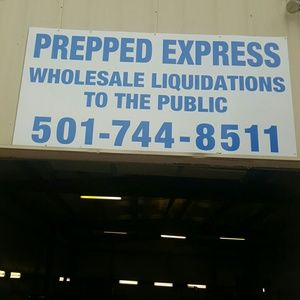 PREPPED EXPRESS
WHOLESALE LIQUIDATIONS
TO THE PUBLIC
501-744-8511